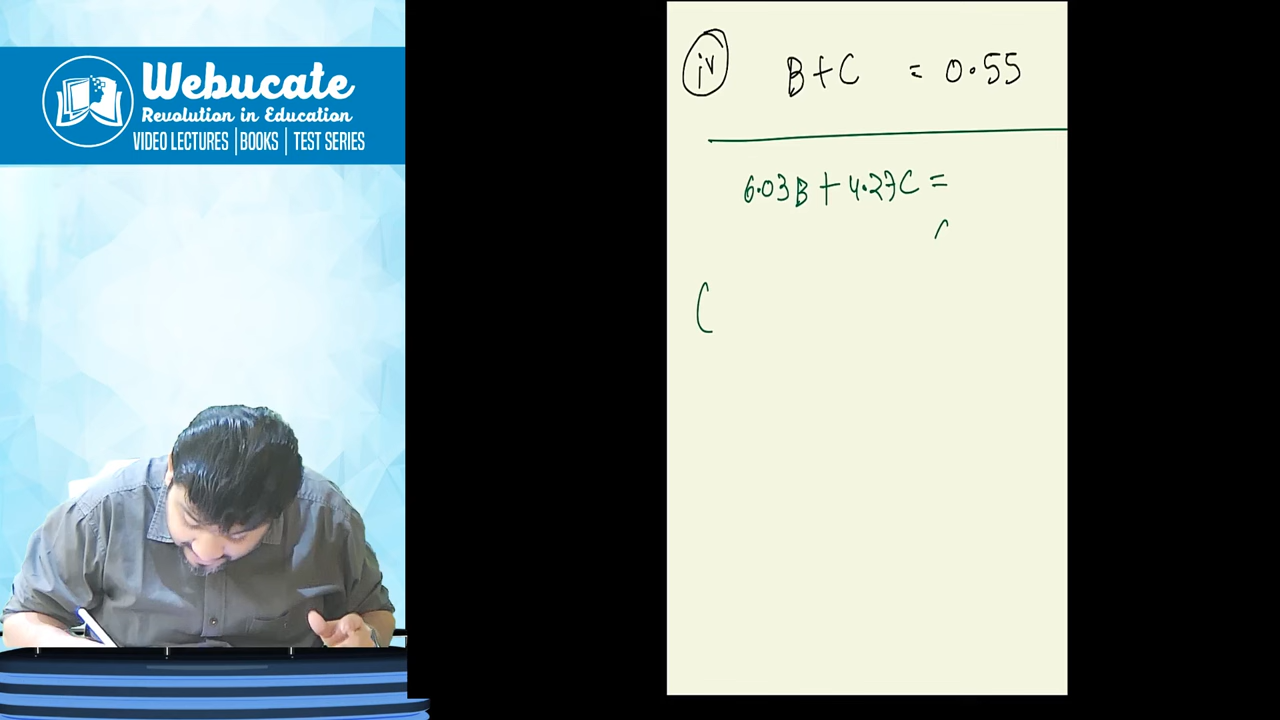 Webucate
Revolution in Education
VIDEO LECTURES | BOOKS | TEST SERIES
iv B+C = 0.55
6.03B + 4.27C =
(